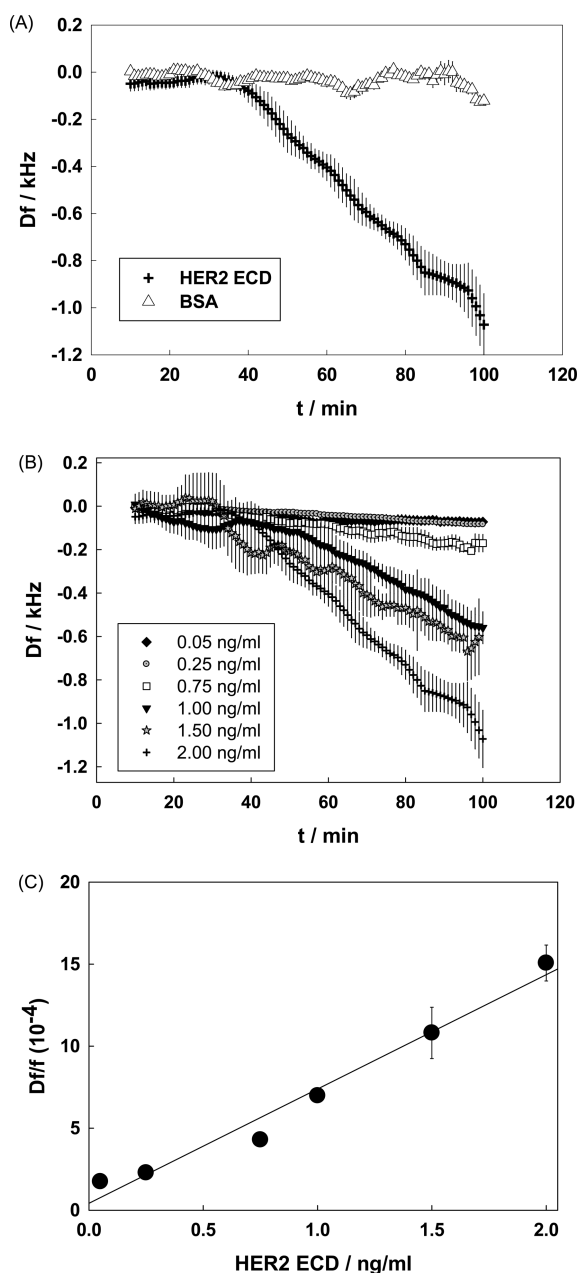 (A)
0.2
0.0
-0.2
-0.4
-0.6
-0.8
-1.0
-1.2
Df / kHz
HER2 ECD
BSA
0 20 40 60 80 100 120
t / min
(B)
0.2
0.0
-0.2
-0.4
-0.6
-0.8
-1.0
-1.2
Df / kHz
0.05 ng/ml
0.25 ng/ml
0.75 ng/ml
1.00 ng/ml
1.50 ng/ml
2.00 ng/ml
0 20 40 60 80 100 120
t / min
(C)
20
15
10
5
0
Df/f (10-4)
0.0 0.5 1.0 1.5 2.0
HER2 ECD / ng/ml